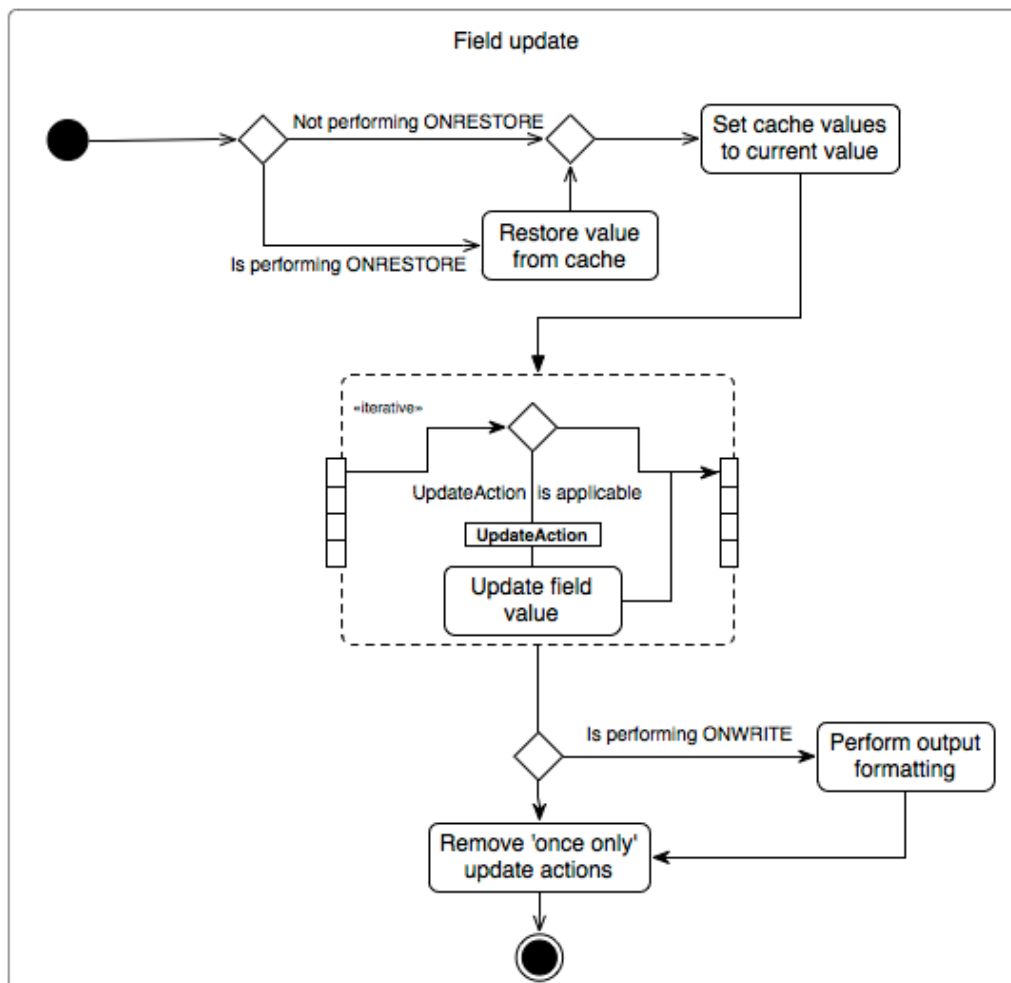 Field update
Not performing ONRESTORE
Set cache values
to current value
Restore value
from cache
Is performing ONRESTORE
«iterative»
UpdateAction is applicable
UpdateAction
Update field
value
Is performing ONWRITE
Perform output
formatting
Remove 'once only'
update actions